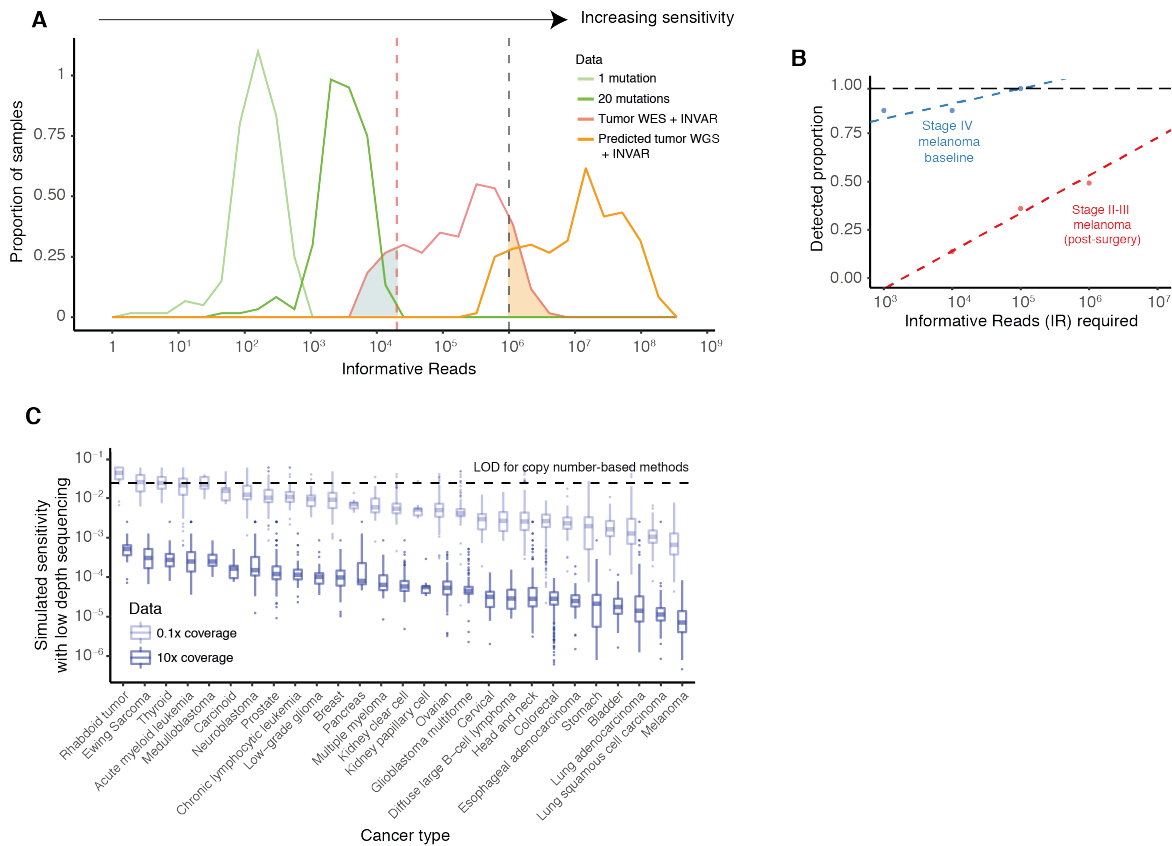 A
Increasing sensitivity
Proportion of samples
1
0.75
0.50
0.25
0
Data
1 mutation
20 mutations
Tumor WES + INVAR
Predicted tumor WGS
+ INVAR
1
10¹
10²
10³
10⁴
10⁵
10⁶
10⁷
10⁸
10⁹
Informative Reads
B
Detected proportion
1.00
0.75
0.50
0.25
0.00
Stage IV
melanoma
baseline
Stage II-III
melanoma
(post-surgery)
10³
10⁴
10⁵
10⁶
10⁷
Informative Reads (IR) required
C
Simulated sensitivity
with low depth sequencing
10⁻¹
10⁻²
10⁻³
10⁻⁴
10⁻⁵
10⁻⁶
LOD for copy number-based methods
Data
0.1x coverage
10x coverage
Rhabdoid tumor
Ewing Sarcoma
Thyroid
Acute myeloid leukemia
Medulloblastoma
Carcinoid
Neuroblastoma
Prostate
Chronic lymphocytic leukemia
Low–grade glioma
Breast
Pancreas
Multiple myeloma
Kidney clear cell
Kidney papillary cell
Ovarian
Glioblastoma multiforme
Cervical
Diffuse large B–cell lymphoma
Head and neck
Colorectal
Esophageal adenocarcinoma
Stomach
Bladder
Lung adenocarcinoma
Lung squamous cell carcinoma
Melanoma
Cancer type